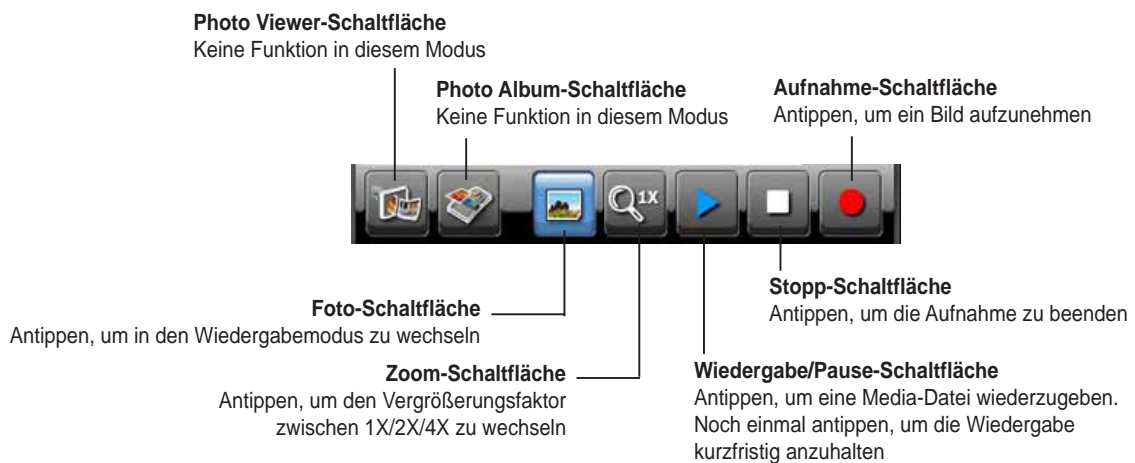 Photo Viewer-Schaltfläche
Keine Funktion in diesem Modus
Photo Album-Schaltfläche
Keine Funktion in diesem Modus
Aufnahme-Schaltfläche
Antippen, um ein Bild aufzunehmen
1X
Foto-Schaltfläche
Antippen, um in den Wiedergabemodus zu wechseln
Zoom-Schaltfläche
Antippen, um den Vergrößerungsfaktor
zwischen 1X/2X/4X zu wechseln
Stopp-Schaltfläche
Antippen, um die Aufnahme zu beenden
Wiedergabe/Pause-Schaltfläche
Antippen, um eine Media-Datei wiederzugeben.
Noch einmal antippen, um die Wiedergabe
kurzfristig anzuhalten